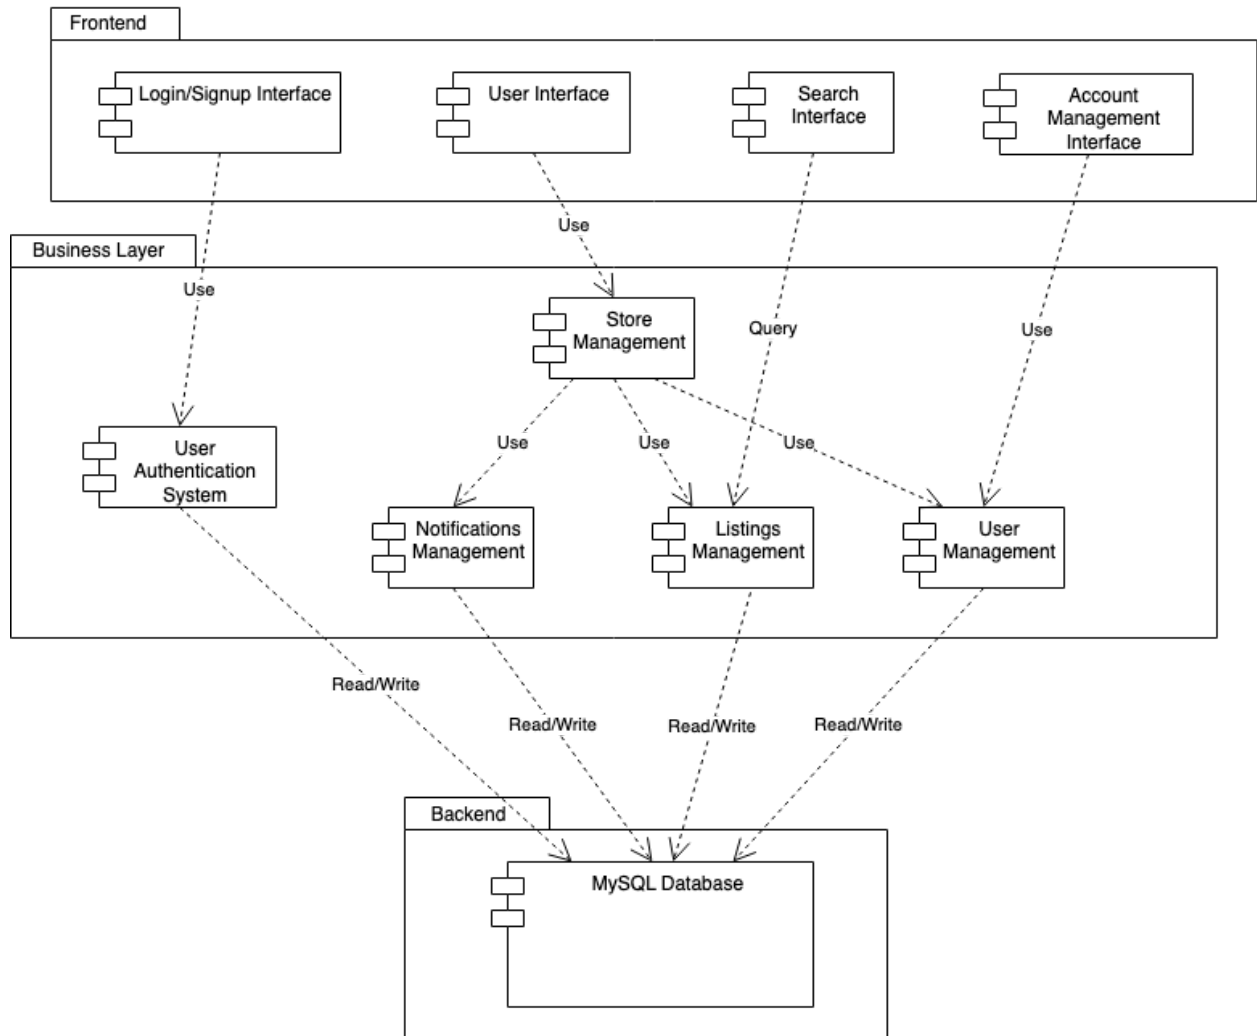 Frontend
Login/Signup Interface
User Interface
Search
Interface
Account
Management
Interface
Use
Business Layer
Use
Store
Management
Query
Use
User
Authentication
System
Use
Use
Use
Notifications
Management
Listings
Management
User
Management
Read/Write
Read/Write
Read/Write
Read/Write
Backend
MySQL Database